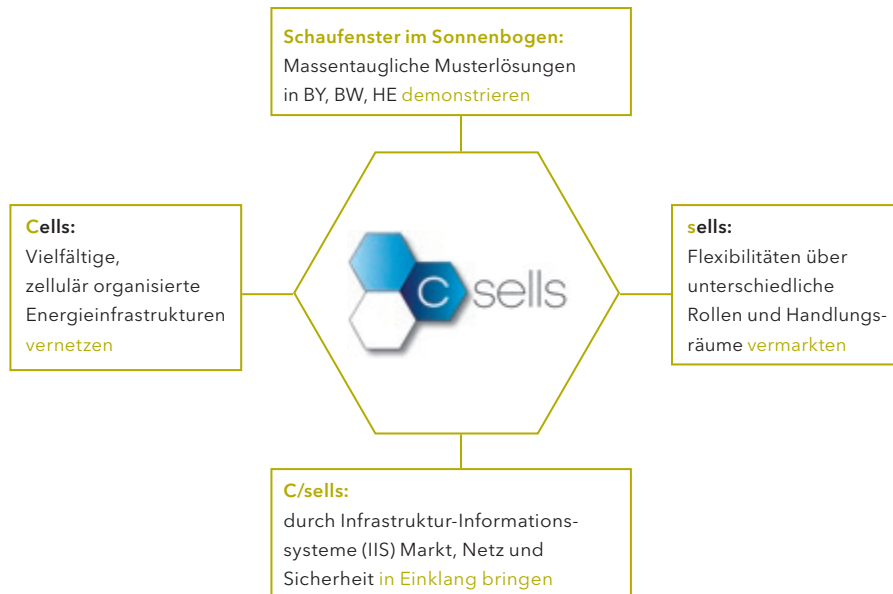 Schaufenster im Sonnenbogen:
Massentaugliche Musterlösungen
in BY, BW, HE demonstrieren
Cells:
Vielfältige,
zellulär organisierte
Energieinfrastrukturen
vernetzen
C sells
sells:
Flexibilitäten über
unterschiedliche
Rollen und Handlungs-
räume vermarkten
C/sells:
durch Infrastruktur-Informations-
systeme (IIS) Markt, Netz und
Sicherheit in Einklang bringen